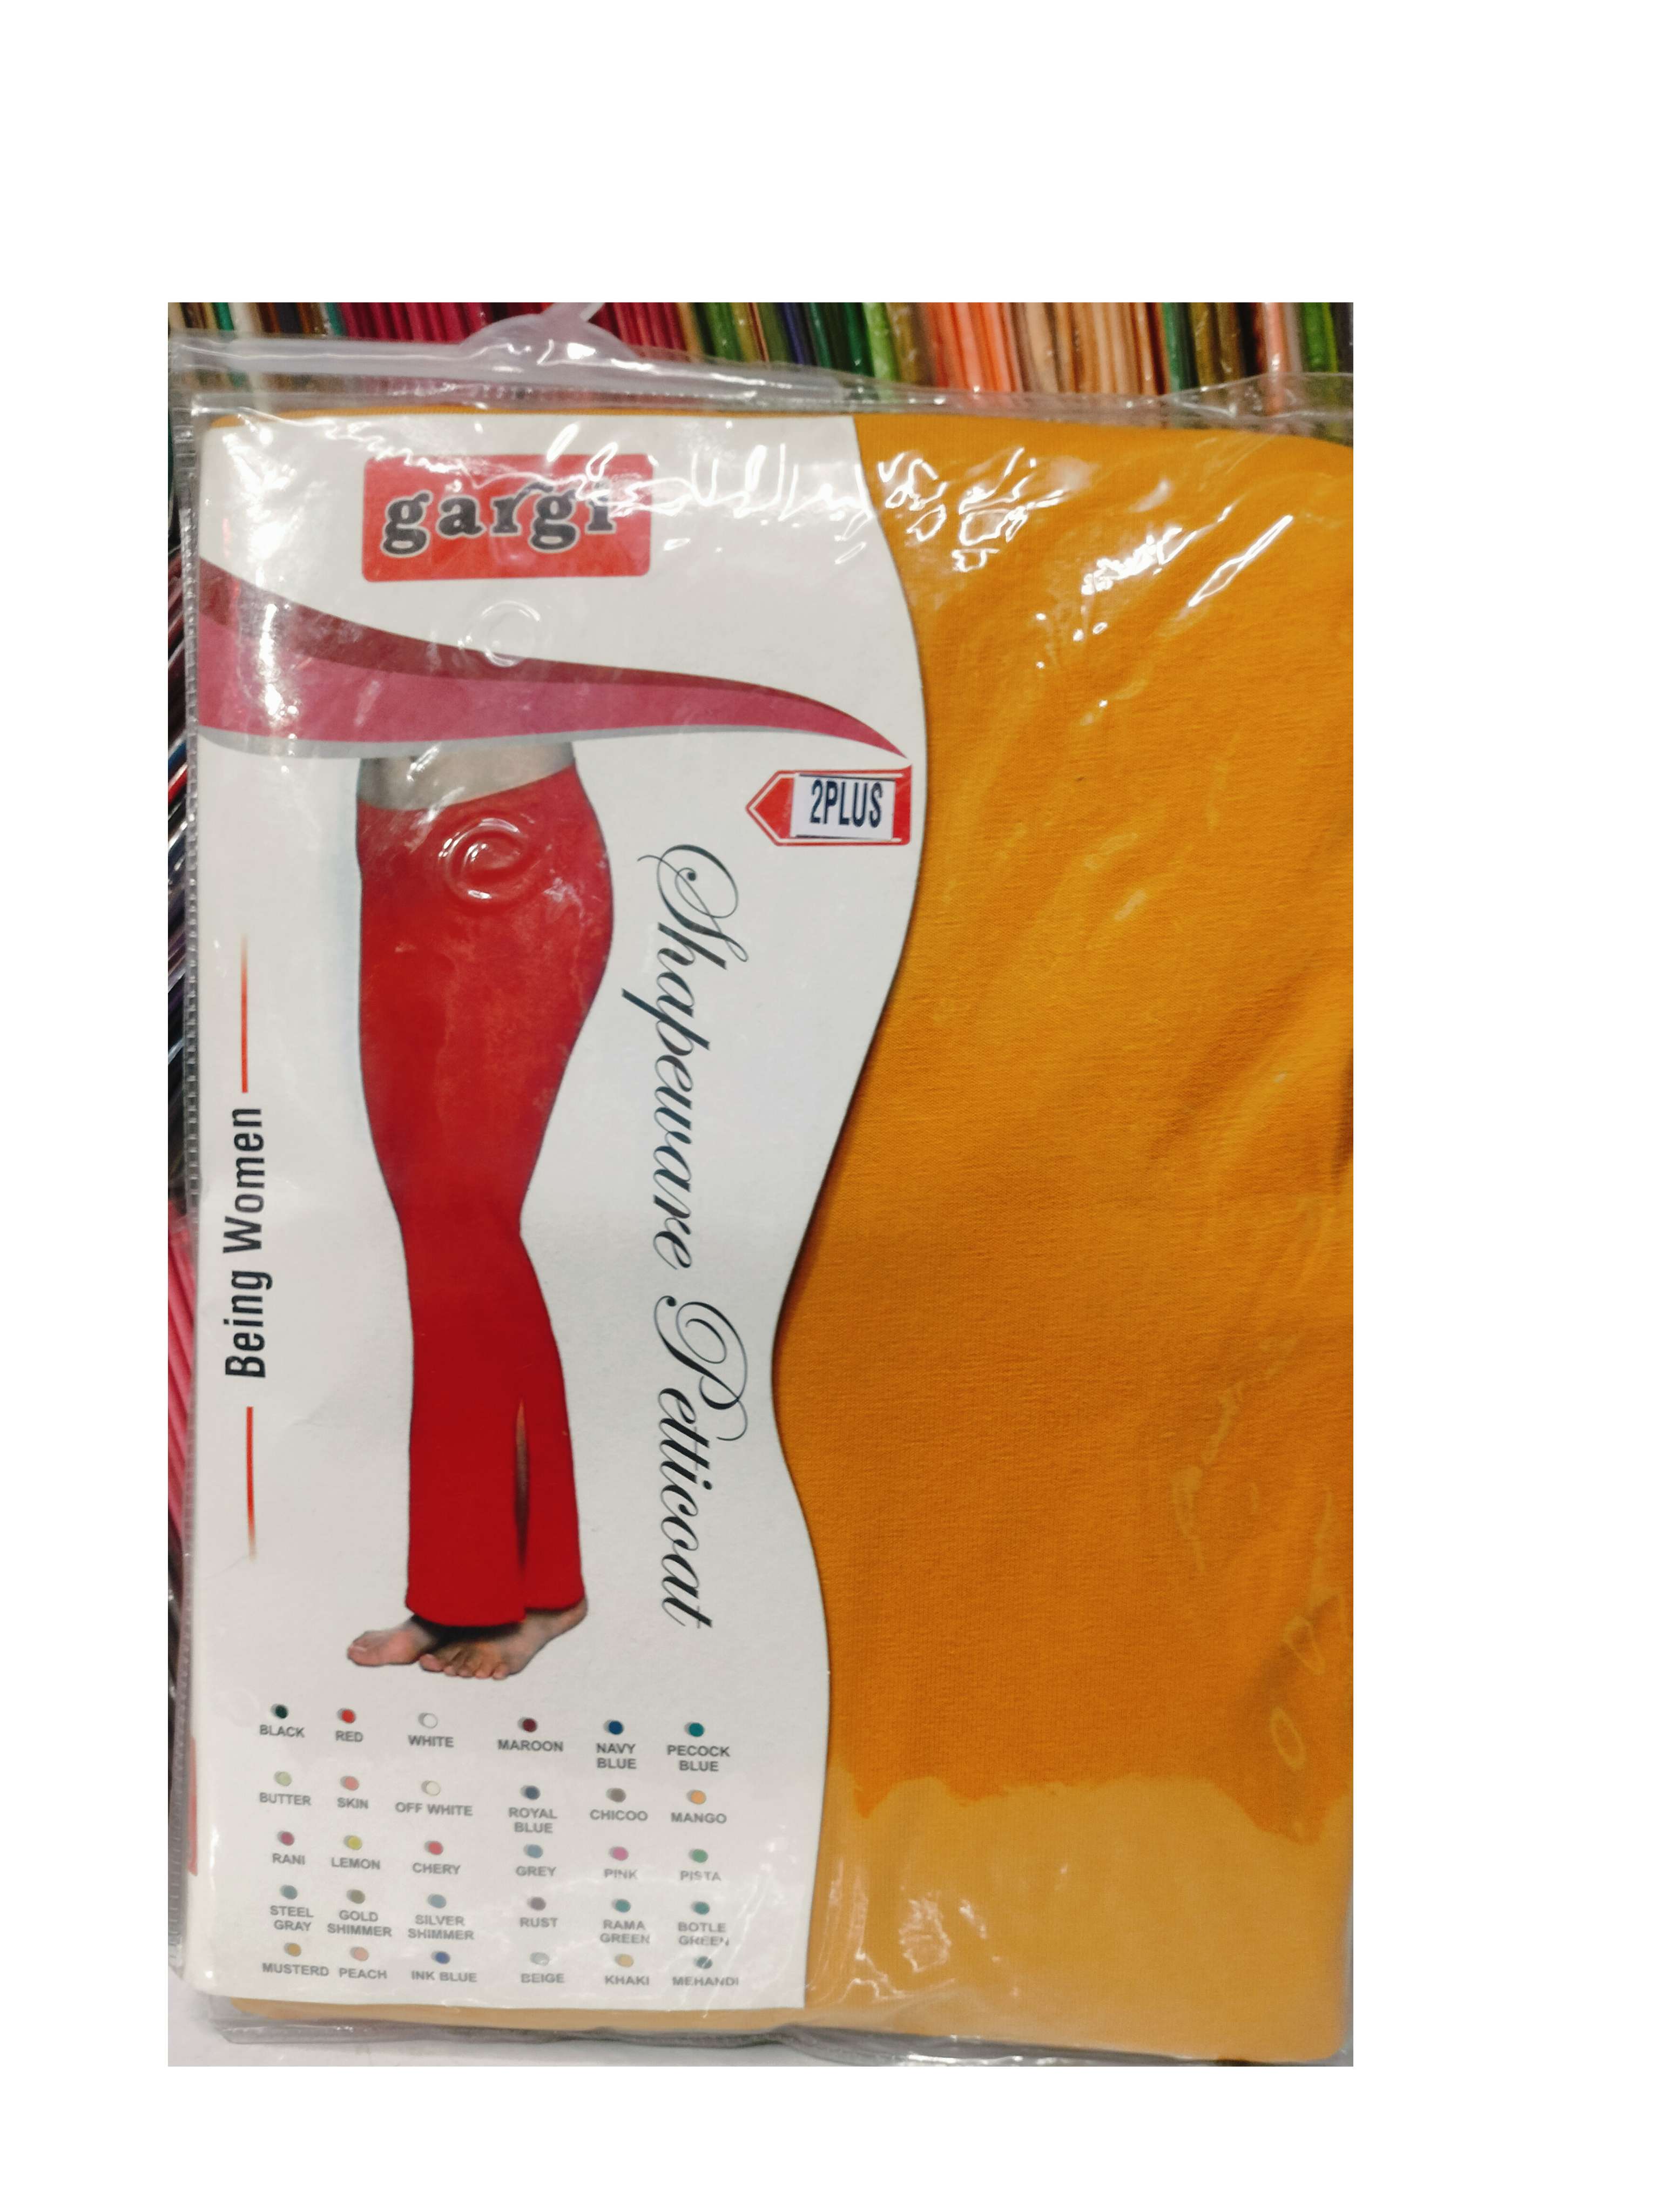 gargi
2PLUS
Shapeware Petticoat
Being Women
BLACK RED WHITE MAROON NAVY BLUE PECOCK BLUE
BUTTER SKIN OFF WHITE ROYAL BLUE CHICOO MANGO
RANI LEMON CHERY GREY PINK PISTA
STEEL GRAY GOLD SHIMMER SILVER SHIMMER RUST RAMA GREEN BOTLE GREEN
MUSTERD PEACH INK BLUE BEIGE KHAKI MEHANDI